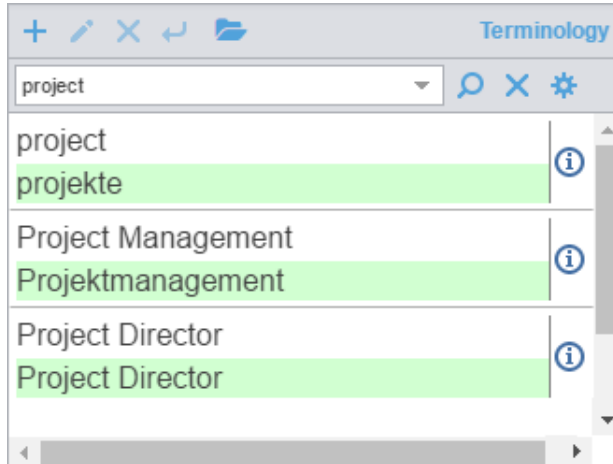 Terminology
project
project
projekte
Project Management
Projektmanagement
Project Director
Project Director